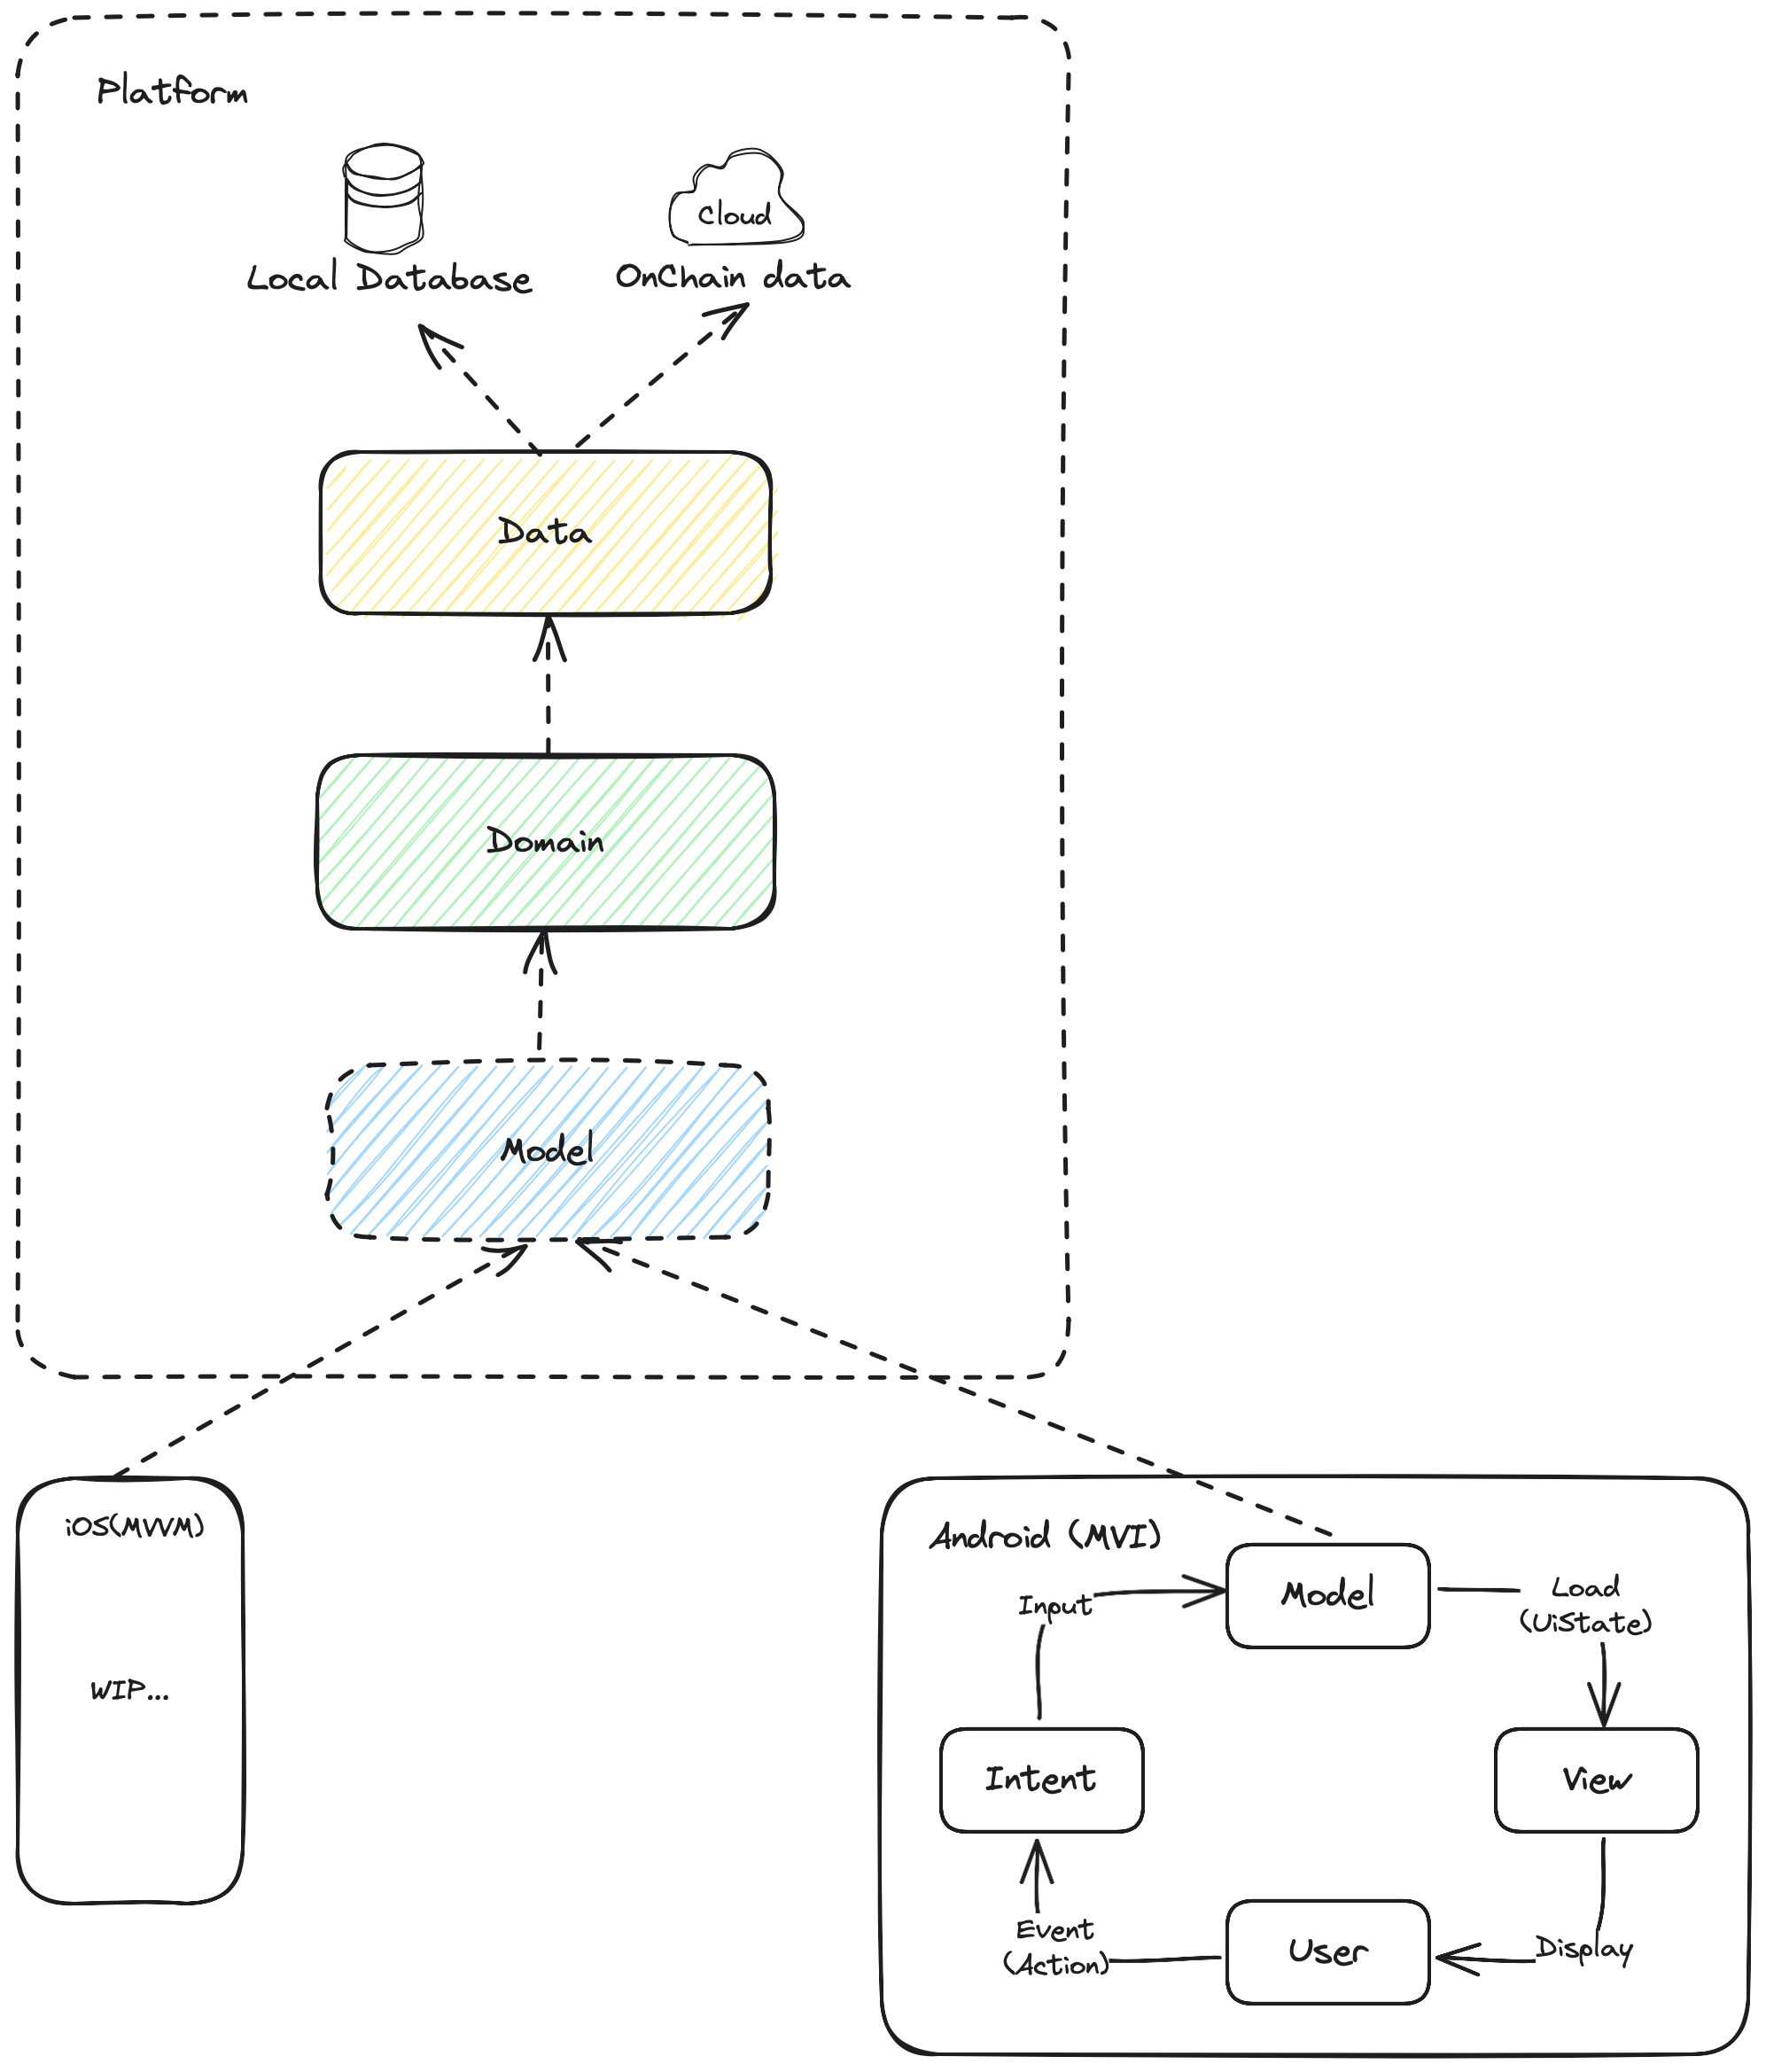 Platform
Cloud
Local Database
OnChain data
Data
Domain
Model
iOS(MVVM)
WIP...
Android (MVI)
Input
Model
Load
(UiState)
Intent
View
Event
(Action)
User
Display